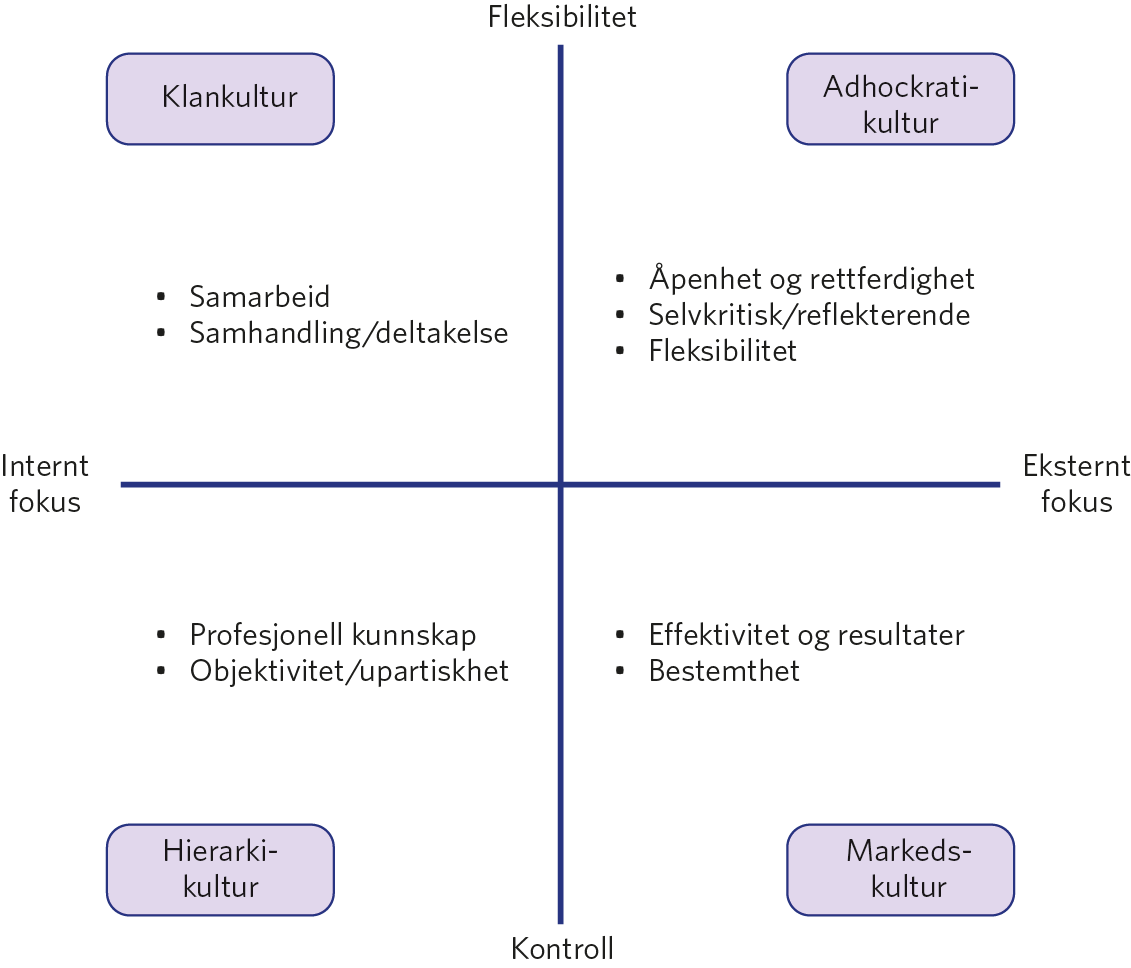 Fleksibilitet
Klankultur
Adhockrati-
kultur
• Samarbeid
• Samhandling/deltakelse
• Åpenhet og rettferdighet
• Selvkritisk/reflekterende
• Fleksibilitet
Internt
fokus
Eksternt
fokus
• Profesjonell kunnskap
• Objektivitet/upartiskhet
• Effektivitet og resultater
• Bestemthet
Hierarki-
kultur
Markeds-
kultur
Kontroll